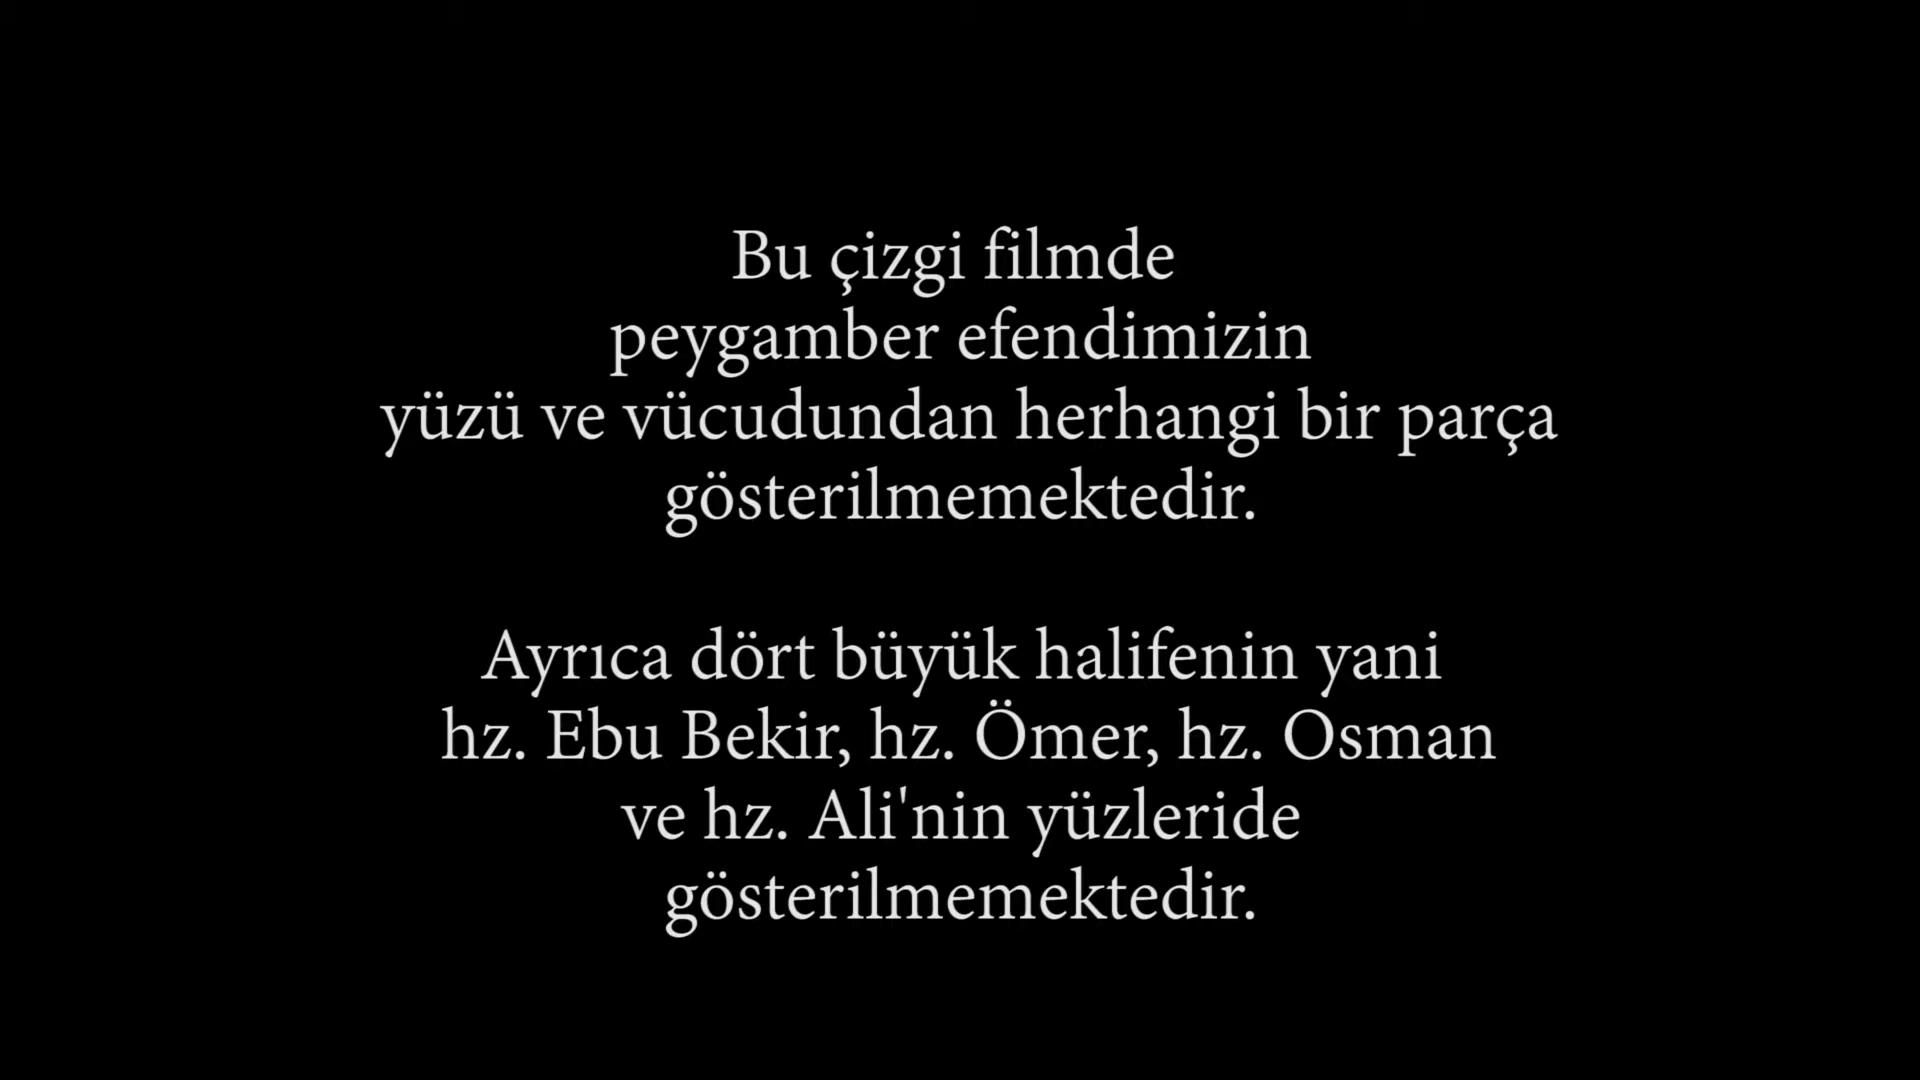 Bu çizgi filmde
peygamber efendimizin
yüzü ve vücudundan herhangi bir parça
gösterilmemektedir.
Ayrıca dört büyük halifenin yani
hz. Ebu Bekir, hz. Ömer, hz. Osman
ve hz. Ali'nin yüzleride
gösterilmemektedir.